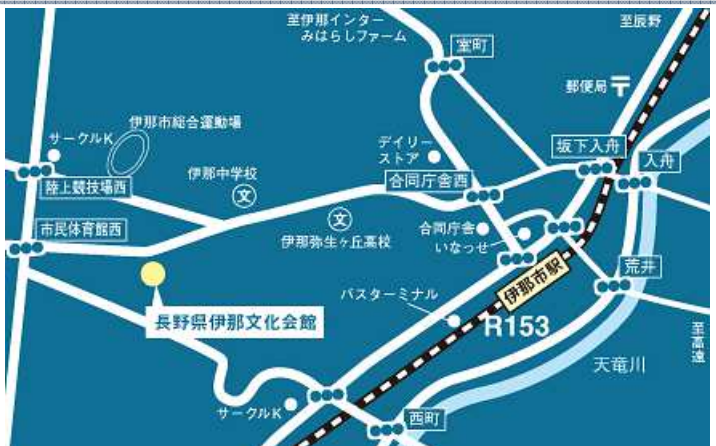 至伊那インター
みはらしファーム
室町
至辰野
郵便局〒
伊那市総合運動場
サークルK
デイリー
ストア
坂下入舟
入舟
陸上競技場西
伊那中学校
文
合同庁舎西
市民体育館西
文
伊那弥生ヶ丘高校
合同庁舎
いなっせ
荒井
伊那市駅
長野県伊那文化会館
バスターミナル
R153
至高遠
天竜川
サークルK
西町